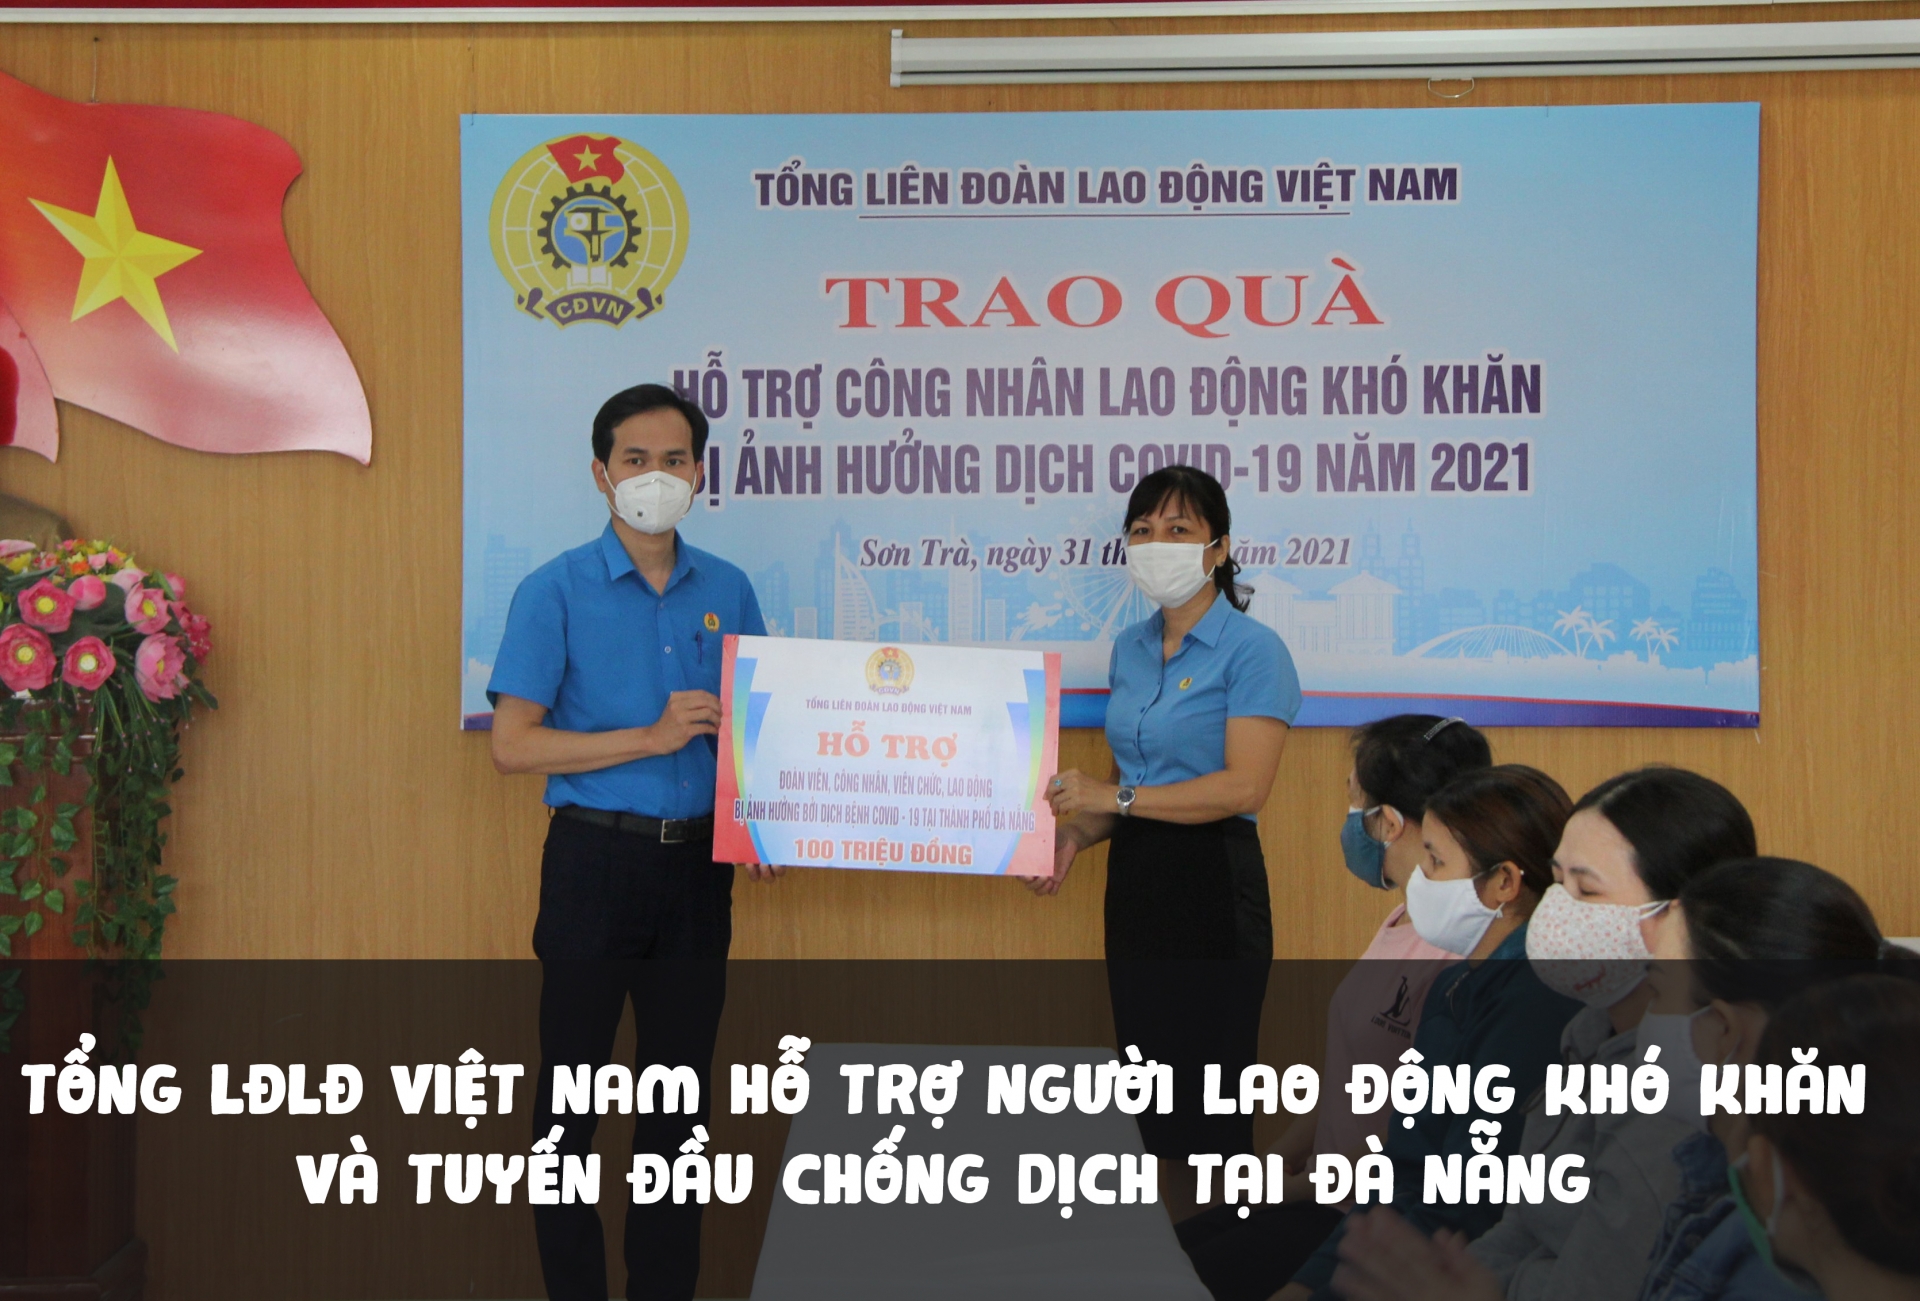 TỔNG LIÊN ĐOÀN LAO ĐỘNG VIỆT NAM
CĐVN
TRAO QUÀ
HỖ TRỢ CÔNG NHÂN LAO ĐỘNG KHÓ KHĂN
BỊ ẢNH HƯỞNG DỊCH COVID-19 NĂM 2021
Sơn Trà, ngày 31 th năm 2021
CĐVN
TỔNG LIÊN ĐOÀN LAO ĐỘNG VIỆT NAM
HỖ TRỢ
ĐOÀN VIÊN, CÔNG NHÂN, VIÊN CHỨC, LAO ĐỘNG
BỊ ẢNH HƯỞNG BỞI DỊCH BỆNH COVID - 19 TẠI THÀNH PHỐ ĐÀ NẴNG
100 TRIỆU ĐỒNG
TỔNG LĐLĐ VIỆT NAM HỖ TRỢ NGƯỜI LAO ĐỘNG KHÓ KHĂN
VÀ TUYẾN ĐẦU CHỐNG DỊCH TẠI ĐÀ NẴNG